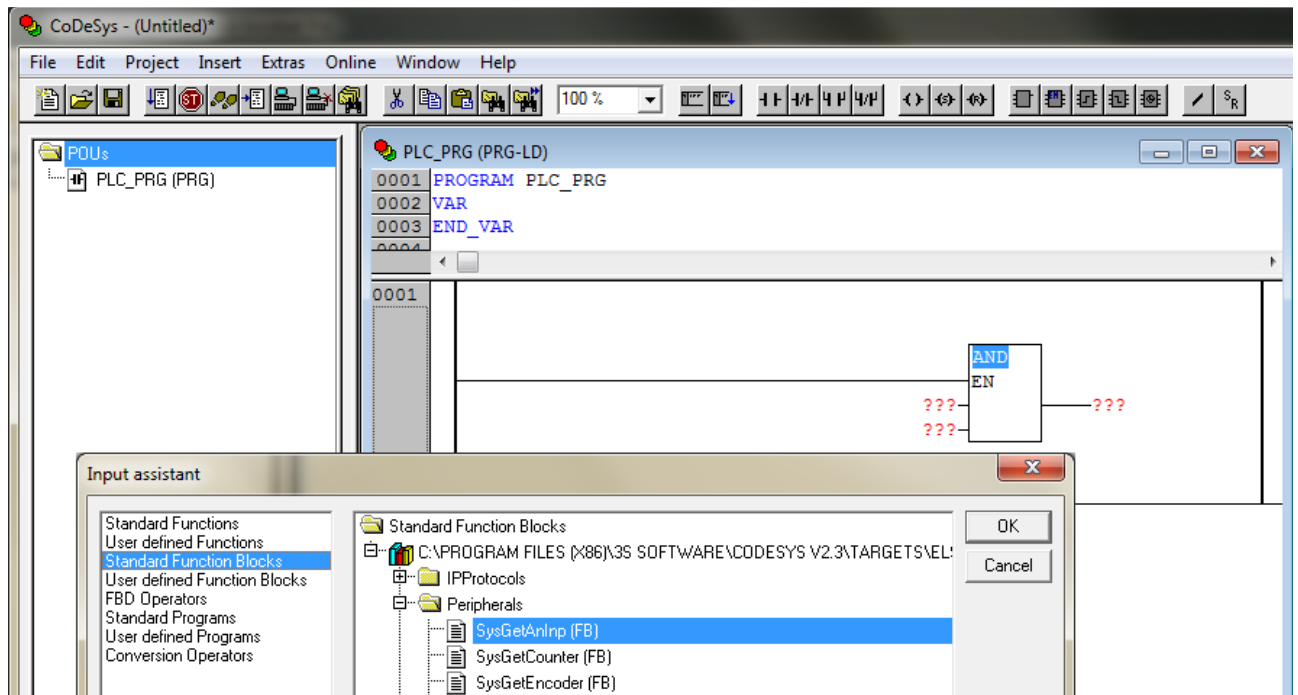 CoDeSys - (Untitled)*
File Edit Project Insert Extras Online Window Help
100 %
S
R
POUs
PLC_PRG (PRG)
PLC_PRG (PRG-LD)
0001 PROGRAM PLC_PRG
0002 VAR
0003 END_VAR
0004
0001
AND
EN
???
???
???
Input assistant
Standard Functions
User defined Functions
Standard Function Blocks
User defined Function Blocks
FBD Operators
Standard Programs
User defined Programs
Conversion Operators
Standard Function Blocks
C:\PROGRAM FILES (X86)\3S SOFTWARE\CODESYS V2.3\TARGETS\EL
IPProtocols
Peripherals
SysGetAnInp (FB)
SysGetCounter (FB)
SysGetEncoder (FB)
OK
Cancel